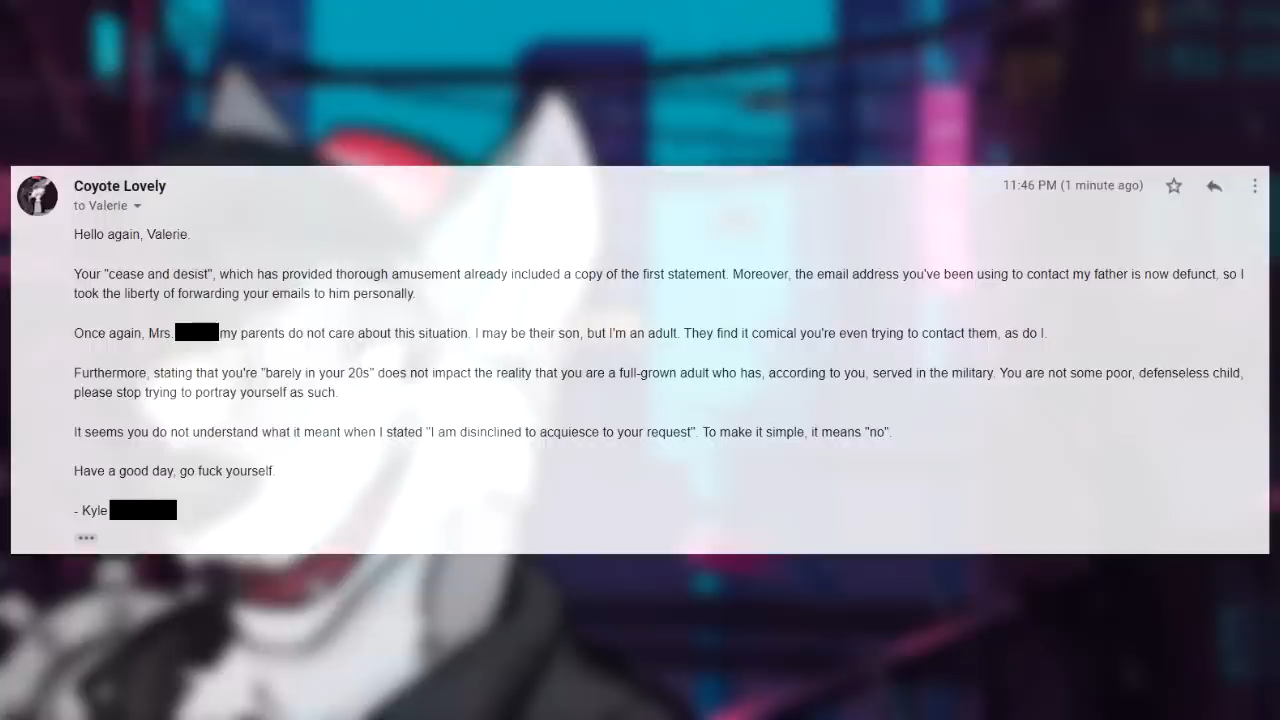 Coyote Lovely
11:46 PM (1 minute ago)
to Valerie
Hello again, Valerie.
Your "cease and desist", which has provided thorough amusement already included a copy of the first statement. Moreover, the email address you've been using to contact my father is now defunct, so I
took the liberty of forwarding your emails to him personally.
Once again, Mrs. my parents do not care about this situation. I may be their son, but I'm an adult. They find it comical you're even trying to contact them, as do I.
Furthermore, stating that you're "barely in your 20s" does not impact the reality that you are a full-grown adult who has, according to you, served in the military. You are not some poor, defenseless child,
please stop trying to portray yourself as such.
It seems you do not understand what it meant when I stated "I am disinclined to acquiesce to your request". To make it simple, it means "no".
Have a good day, go fuck yourself.
- Kyle